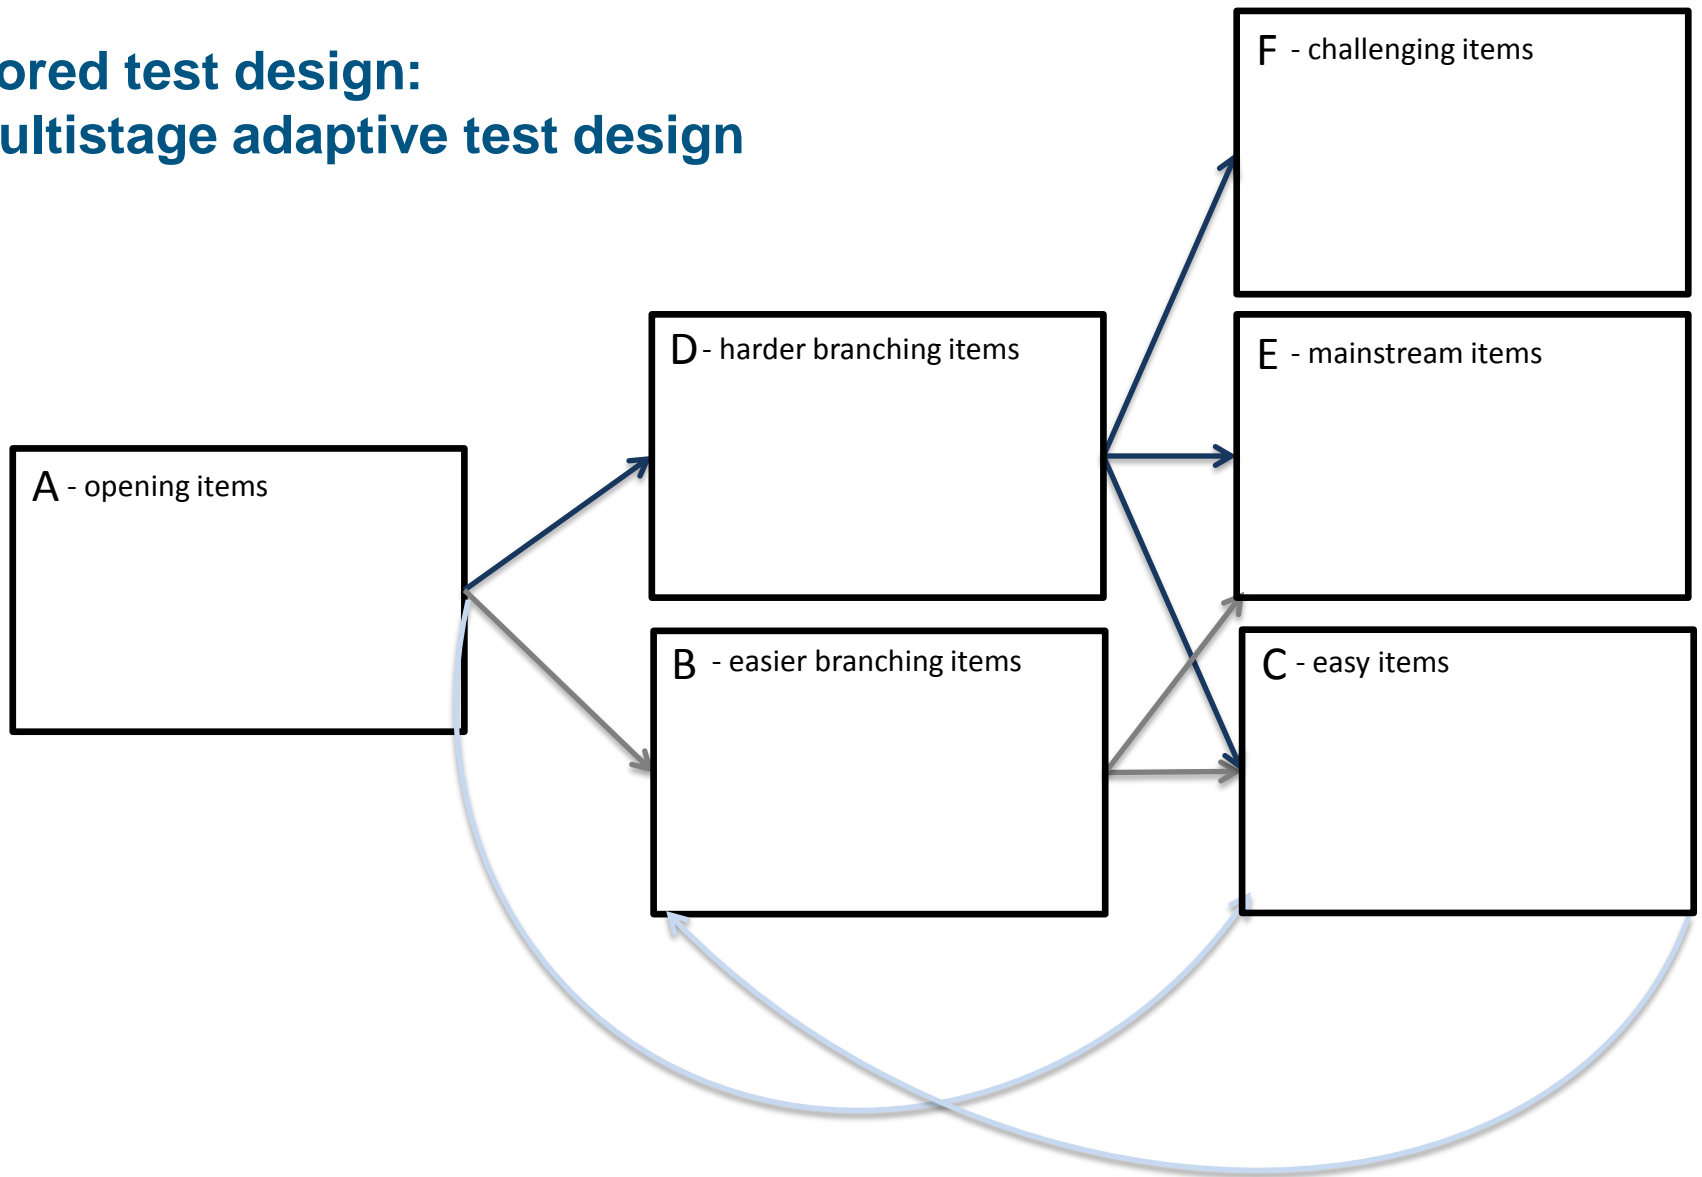 ored test design:
ultistage adaptive test design
F - challenging items
D - harder branching items
E - mainstream items
A - opening items
B - easier branching items
C - easy items